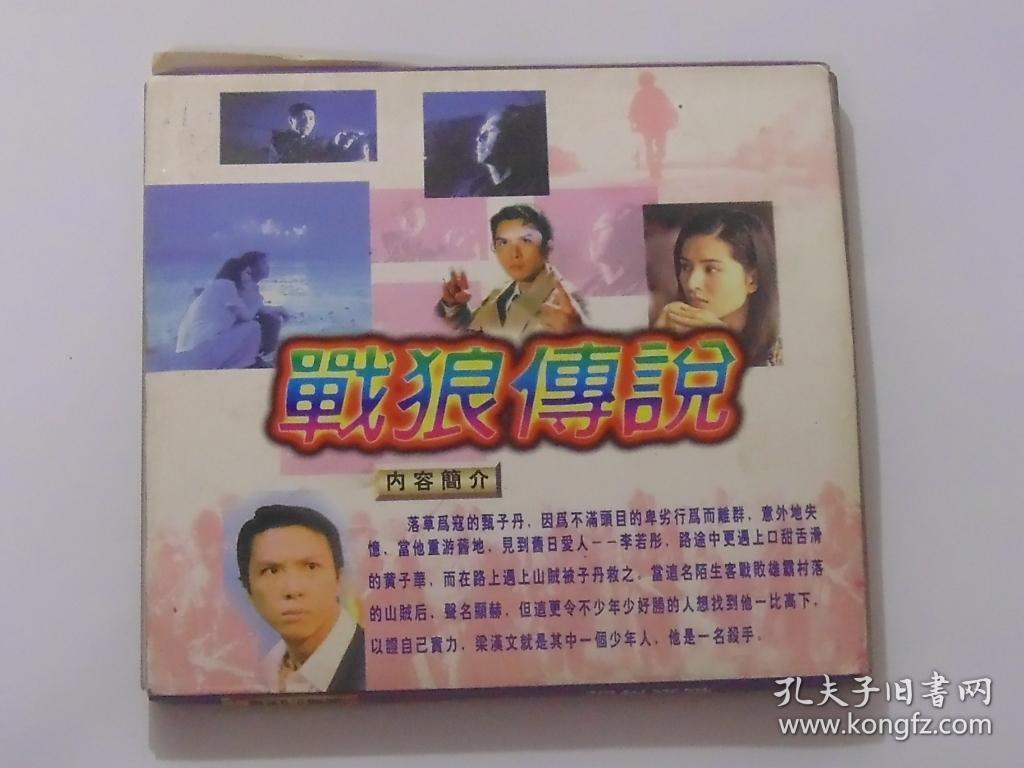 戰狼傳說
内容簡介
落草爲寇的甄子丹，因爲不滿頭目的卑劣行爲而離群，意外地失
憶，當他重游舊地，見到舊日愛人－－李若彤，路途中更遇上口甜舌滑
的黄子華，而在路上遇上山賊被子丹救之。當這名陌生客戰敗雄霸村落
的山賊后，聲名顯赫，但這更令不少年少好勝的人想找到他一比高下，
以證自己實力，梁漢文就是其中一個少年人，他是一名殺手。
孔夫子旧书网
www.kongfz.com